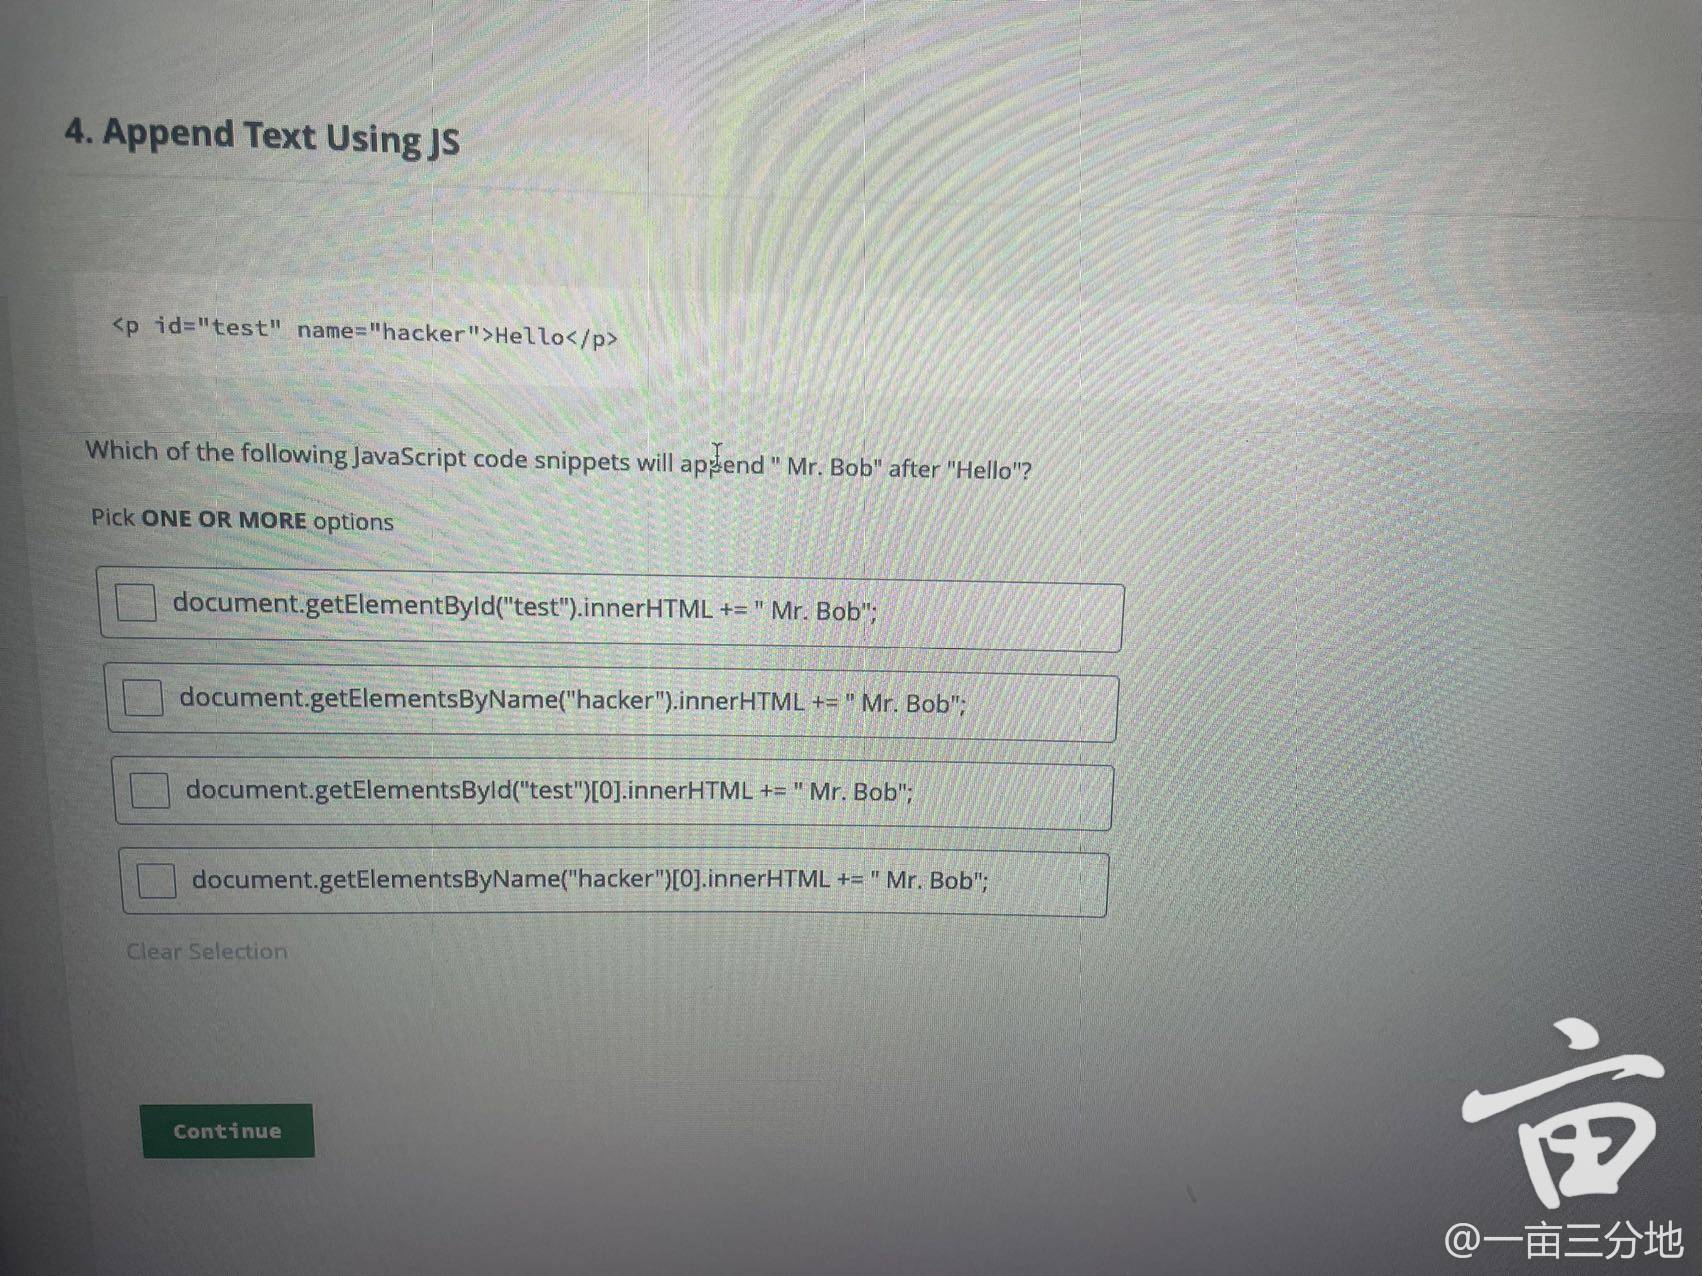 4. Append Text Using JS
<p id="test" name="hacker">Hello</p>
Which of the following JavaScript code snippets will append " Mr. Bob" after "Hello"?
Pick ONE OR MORE options
document.getElementById("test").innerHTML += " Mr. Bob";
document.getElementsByName("hacker").innerHTML += " Mr. Bob";
document.getElementsById("test")[0].innerHTML += " Mr. Bob";
document.getElementsByName("hacker")[0].innerHTML += " Mr. Bob";
Clear Selection
Continue
亩
@一亩三分地